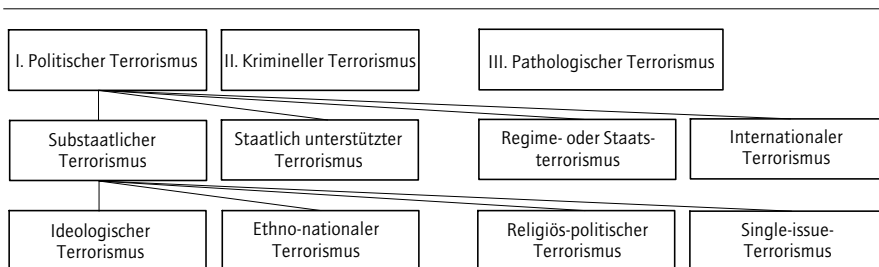 I. Politischer Terrorismus
II. Krimineller Terrorismus
III. Pathologischer Terrorismus
Substaatlicher
Terrorismus
Staatlich unterstützter
Terrorismus
Regime- oder Staats-
terrorismus
Internationaler
Terrorismus
Ideologischer
Terrorismus
Ethno-nationaler
Terrorismus
Religiös-politischer
Terrorismus
Single-issue-
Terrorismus